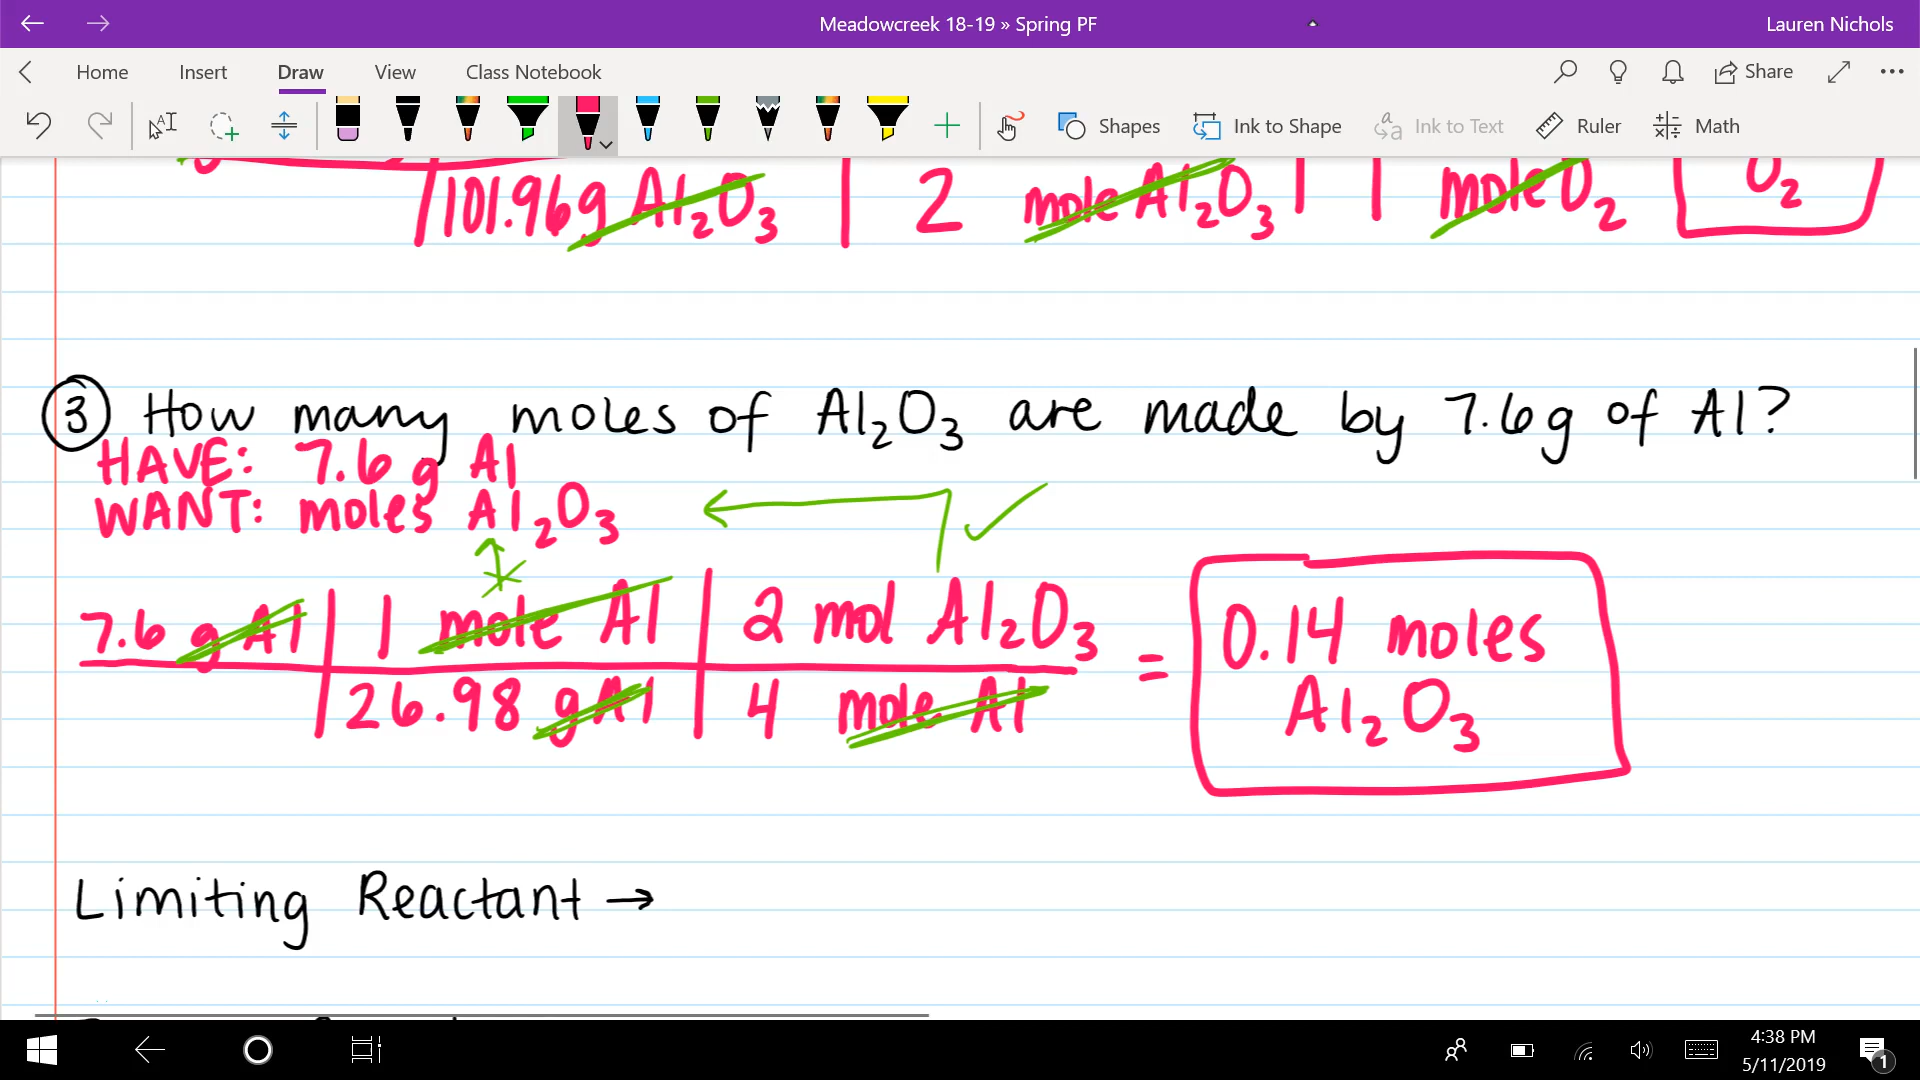 Meadowcreek 18-19 » Spring PF
Lauren Nichols
Home Insert Draw View Class Notebook Share
Shapes Ink to Shape Ink to Text Ruler Math
101.96g Al₂O₃ | 2 mole Al₂O₃ | 1 mole O₂ O₂
③ How many moles of Al₂O₃ are made by 7.6g of Al?
HAVE: 7.6 g Al
WANT: moles Al₂O₃
7.6 g Al | 1 mole Al | 2 mol Al₂O₃
26.98 g Al | 4 mole Al
= 0.14 moles
Al₂O₃
Limiting Reactant →
4:38 PM
5/11/2019
1